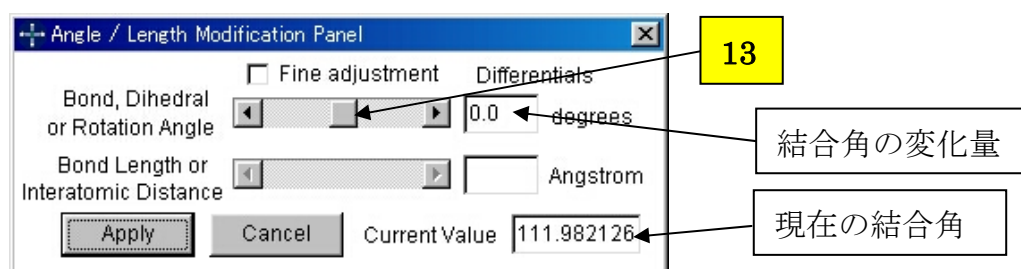 Angle / Length Modification Panel
13
Fine adjustment
Differentials
Bond, Dihedral
or Rotation Angle
0.0
degrees
結合角の変化量
Bond Length or
Interatomic Distance
Angstrom
Apply
Cancel
Current Value
111.982126
現在の結合角